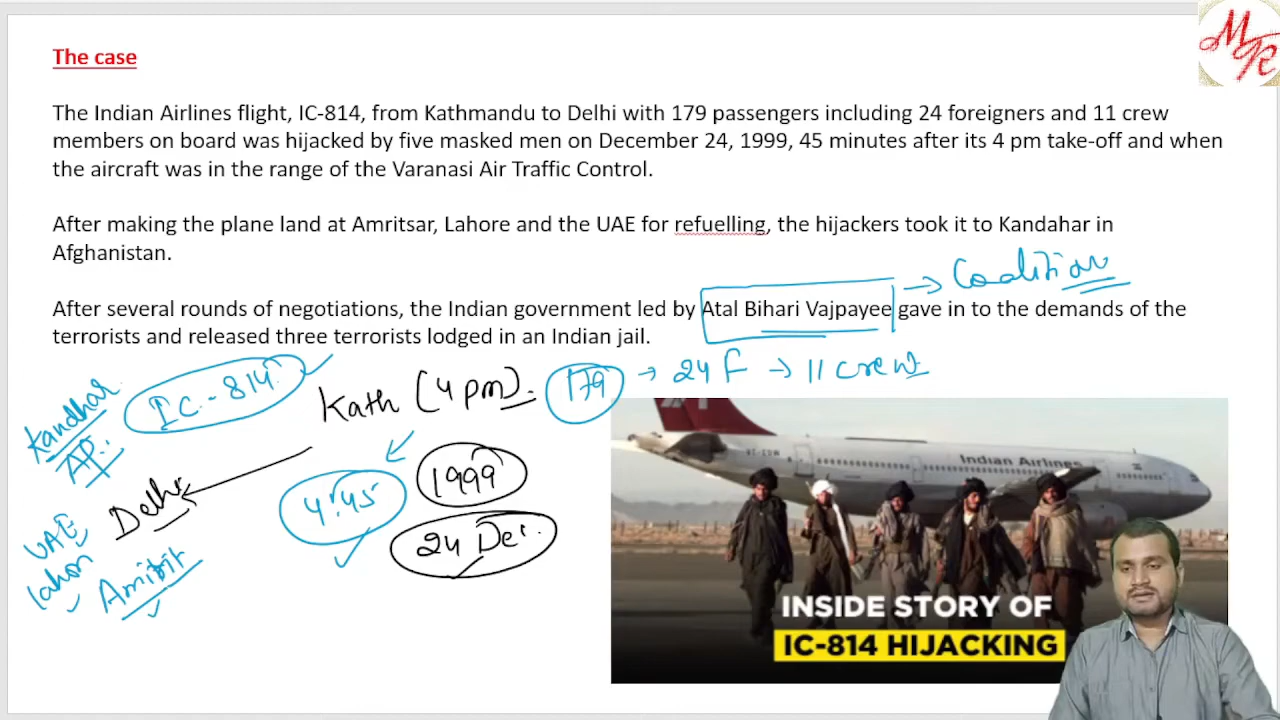 The case
MR
The Indian Airlines flight, IC-814, from Kathmandu to Delhi with 179 passengers including 24 foreigners and 11 crew
members on board was hijacked by five masked men on December 24, 1999, 45 minutes after its 4 pm take-off and when
the aircraft was in the range of the Varanasi Air Traffic Control.
After making the plane land at Amritsar, Lahore and the UAE for refuelling, the hijackers took it to Kandahar in
Afghanistan.
Coalition
After several rounds of negotiations, the Indian government led by Atal Bihari Vajpayee gave in to the demands of the
terrorists and released three terrorists lodged in an Indian jail.
179 → 24 F → 11 crew
IC-814
Kath (4 pm)
Kandhar
Af.
1999
4:45
Delhi
24 Dec.
UAE
Lahor
Indian Airlines
INSIDE STORY OF
IC-814 HIJACKING